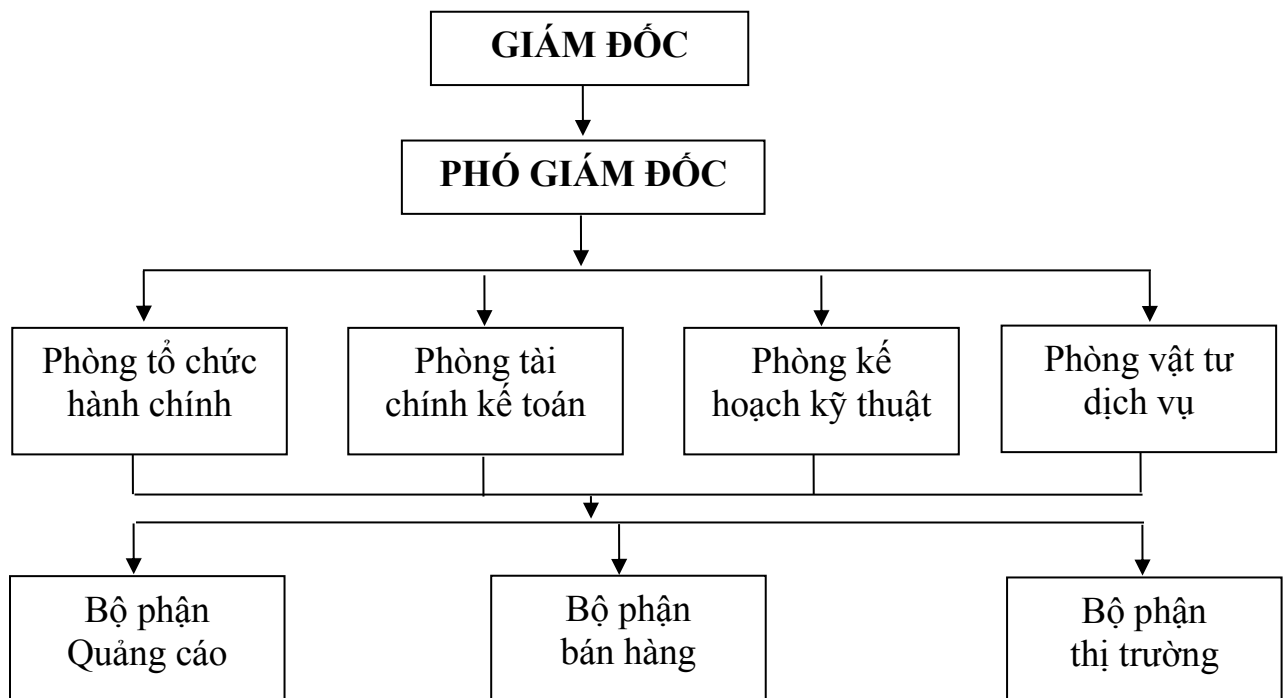 GIÁM ĐỐC
PHÓ GIÁM ĐỐC
Phòng tổ chức
hành chính
Phòng tài
chính kế toán
Phòng kế
hoạch kỹ thuật
Phòng vật tư
dịch vụ
Bộ phận
Quảng cáo
Bộ phận
bán hàng
Bộ phận
thị trường